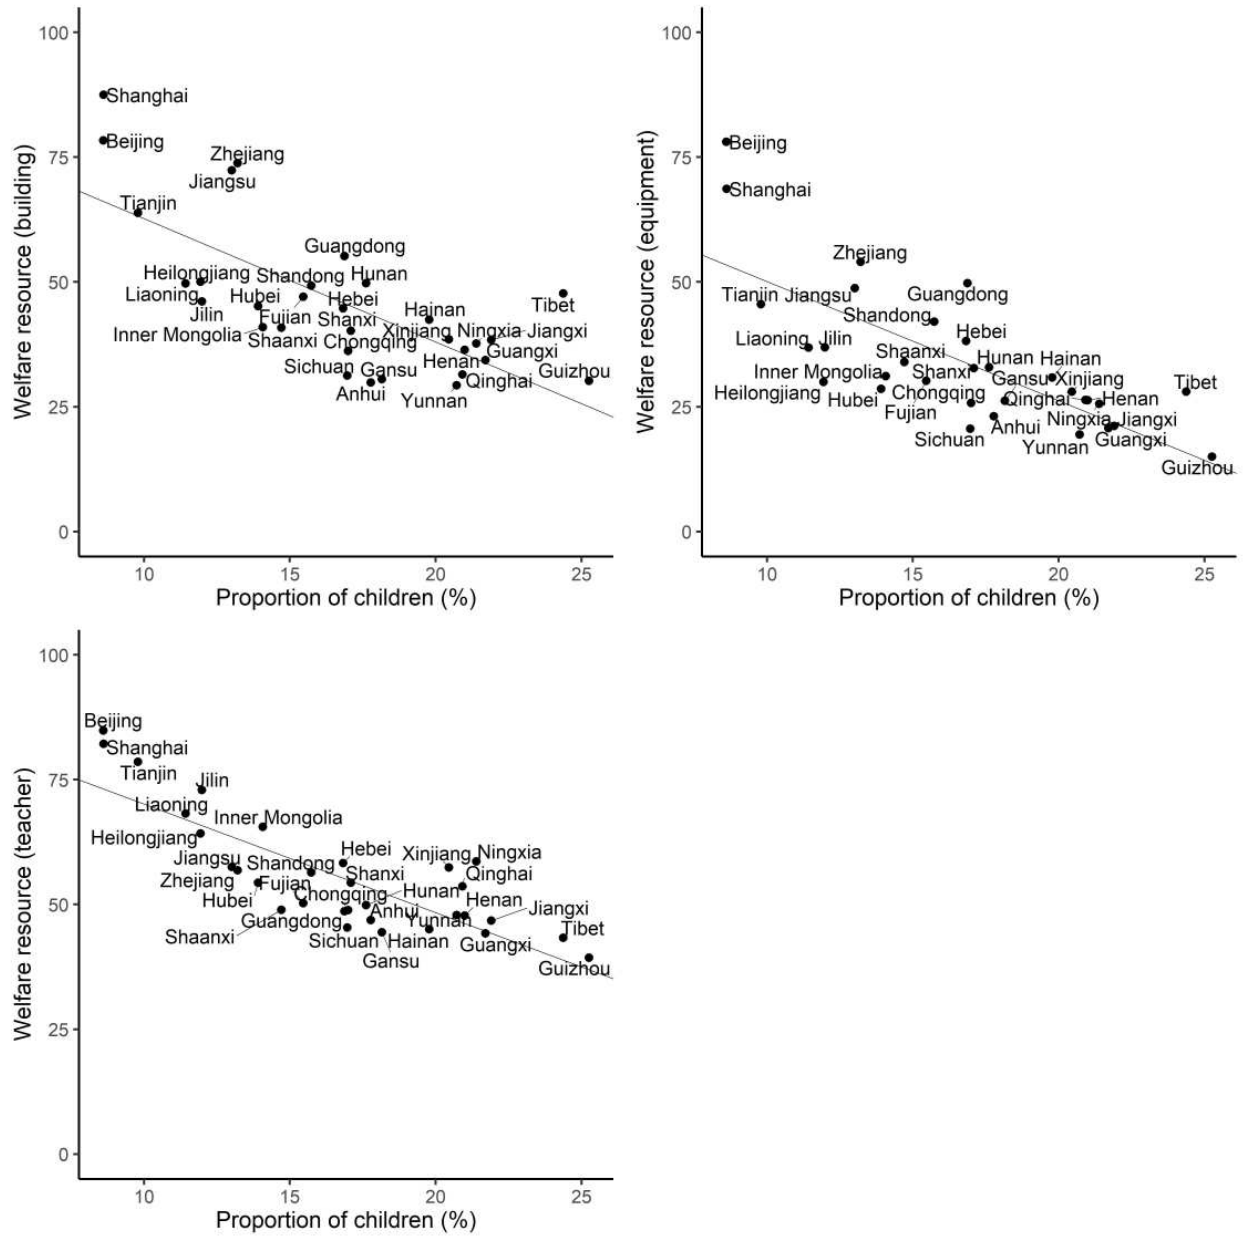 100
75
50
25
0
Welfare resource (building)
Shanghai
Beijing
Zhejiang
Jiangsu
Tianjin
Guangdong
Heilongjiang
Shandong
Hunan
Liaoning
Hubei
Hebei
Hainan
Tibet
Jilin
Fujian
Shanxi
Inner Mongolia
Shaanxi
Chongqing
Xinjiang
Ningxia
Jiangxi
Guangxi
Henan
Sichuan
Gansu
Guizhou
Qinghai
Anhui
Yunnan
10 15 20 25
Proportion of children (%)
100
75
50
25
0
Welfare resource (equipment)
Beijing
Shanghai
Zhejiang
Tianjin
Jiangsu
Guangdong
Shandong
Liaoning
Jilin
Hebei
Shaanxi
Hunan
Hainan
Inner Mongolia
Shanxi
Gansu
Xinjiang
Tibet
Heilongjiang
Hubei
Chongqing
Qinghai
Henan
Fujian
Anhui
Ningxia
Jiangxi
Sichuan
Yunnan
Guangxi
Guizhou
10 15 20 25
Proportion of children (%)
100
75
50
25
0
Welfare resource (teacher)
Beijing
Shanghai
Tianjin
Jilin
Liaoning
Inner Mongolia
Heilongjiang
Hebei
Xinjiang
Ningxia
Jiangsu
Shandong
Zhejiang
Fujian
Shanxi
Qinghai
Hubei
Chongqing
Hunan
Henan
Shaanxi
Guangdong
Anhui
Yunnan
Jiangxi
Tibet
Sichuan
Hainan
Guangxi
Gansu
Guizhou
10 15 20 25
Proportion of children (%)